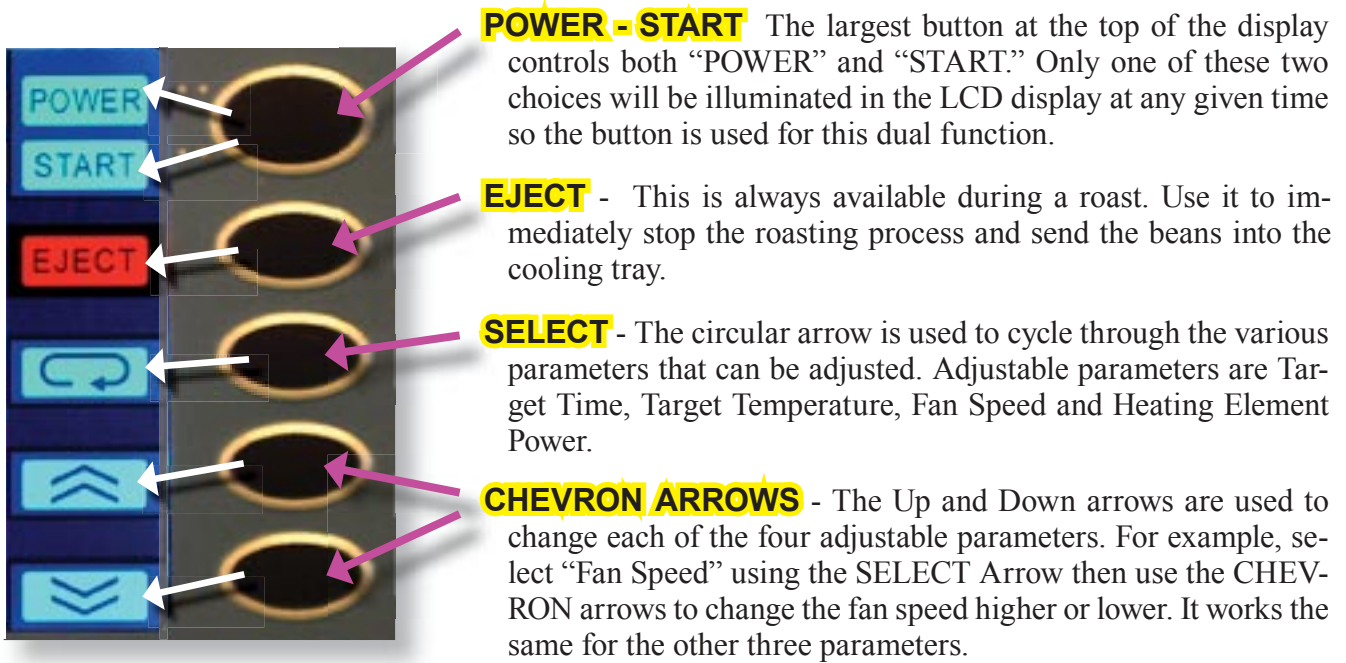 POWER
START
EJECT
POWER - START The largest button at the top of the display
controls both “POWER” and “START.” Only one of these two
choices will be illuminated in the LCD display at any given time
so the button is used for this dual function.
EJECT - This is always available during a roast. Use it to im-
mediately stop the roasting process and send the beans into the
cooling tray.
SELECT - The circular arrow is used to cycle through the various
parameters that can be adjusted. Adjustable parameters are Tar-
get Time, Target Temperature, Fan Speed and Heating Element
Power.
CHEVRON ARROWS - The Up and Down arrows are used to
change each of the four adjustable parameters. For example, se-
lect “Fan Speed” using the SELECT Arrow then use the CHEV-
RON arrows to change the fan speed higher or lower. It works the
same for the other three parameters.